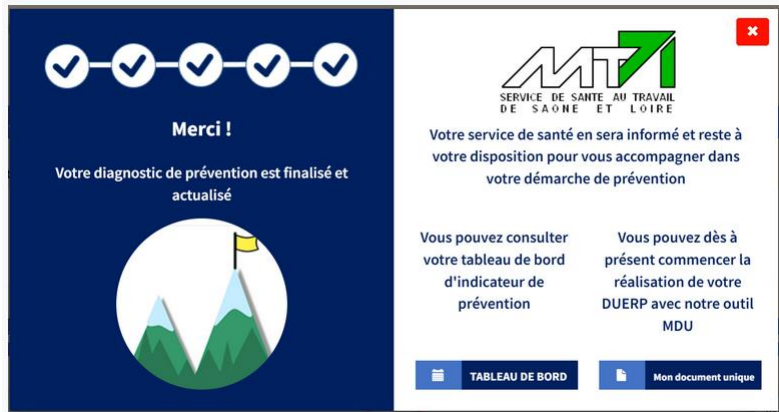 Merci !
Votre diagnostic de prévention est finalisé et
actualisé
MT71
SERVICE DE SANTE AU TRAVAIL
DE SAONE ET LOIRE
Votre service de santé en sera informé et reste à
votre disposition pour vous accompagner dans
votre démarche de prévention
Vous pouvez consulter
votre tableau de bord
d'indicateur de
prévention
TABLEAU DE BORD
Vous pouvez dès à
présent commencer la
réalisation de votre
DUERP avec notre outil
MDU
Mon document unique